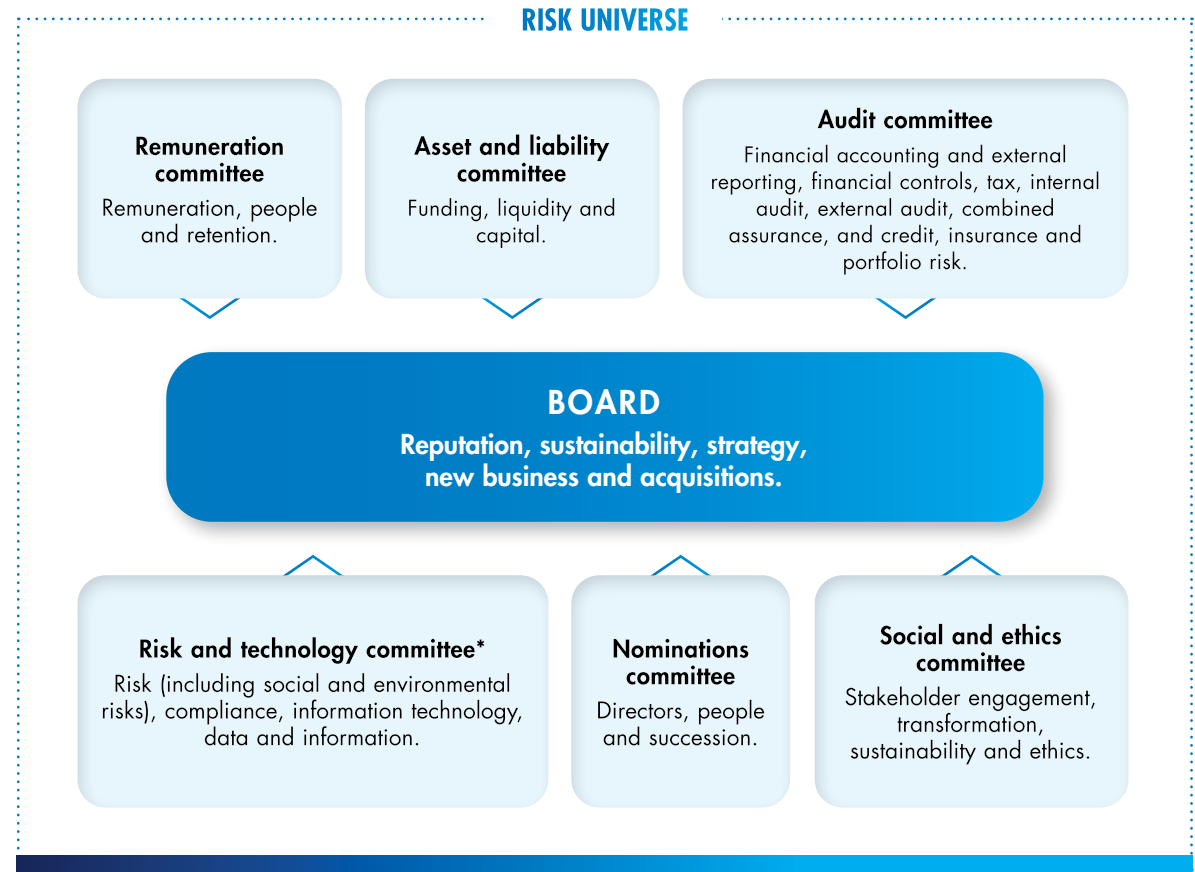 RISK UNIVERSE
Remuneration
committee
Remuneration, people
and retention.
Asset and liability
committee
Funding, liquidity and
capital.
Audit committee
Financial accounting and external
reporting, financial controls, tax, internal
audit, external audit, combined
assurance, and credit, insurance and
portfolio risk.
BOARD
Reputation, sustainability, strategy,
new business and acquisitions.
Risk and technology committee*
Risk (including social and environmental
risks), compliance, information technology,
data and information.
Nominations
committee
Directors, people
and succession.
Social and ethics
committee
Stakeholder engagement,
transformation,
sustainability and ethics.